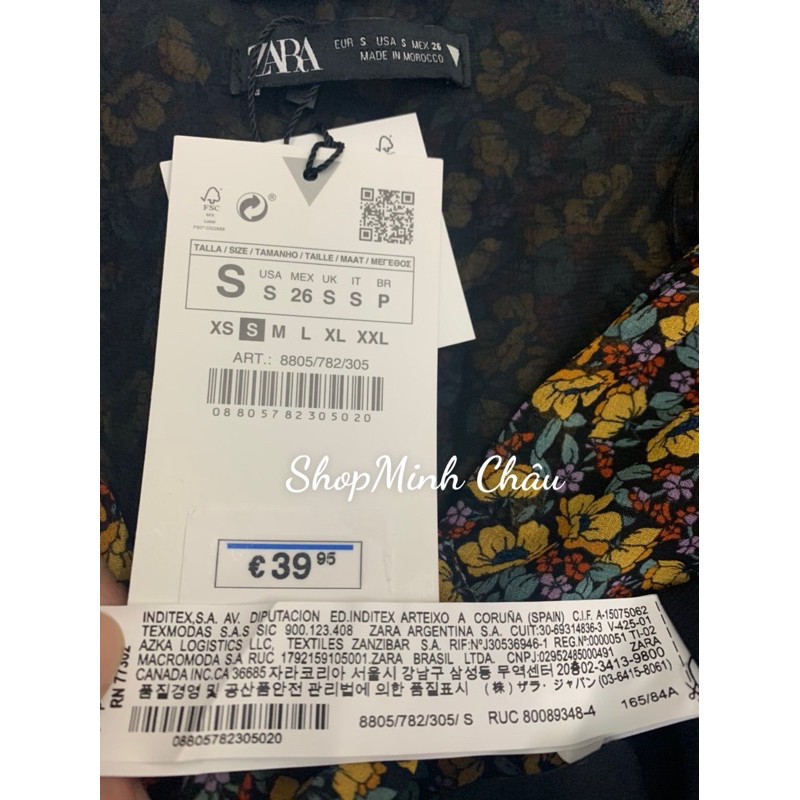 ZARA
EUR S USA S MEX 26
MADE IN MOROCCO
FSC
MIX
®
TALLA / SIZE / TAMANHO / TAILLE / MAAT / ΜΕΓΕΘΟΣ
S
USA MEX UK IT BR
S 26 S S P
XS S M L XL XXL
ART.: 8805/782/305
08805782305020
ShopMinh Châu
€ 39 95
INDITEX,S.A. AV. DIPUTACION ED.INDITEX ARTEIXO A CORUÑA (SPAIN) C.I.F. A-15075062
TEXMODAS S.A.S SIC 900.123.408 ZARA ARGENTINA S.A. CUIT:30-69314836-3 V-425-01
AZKA LOGISTICS LLC, TEXTILES ZANZIBAR S.A. RIF:NºJ30536946-1 REG.Nº0000051 TI-02
MACROMODA S.A RUC 1792159105001.ZARA BRASIL LTDA. CNPJ:02952485000491 ZARA
CANADA INC.CA 36685 자라코리아 서울시 강남구 삼성동 무역센터 20층02-3413-9800
품질경영 및 공산품안전 관리법에 의한 품질표시 (株) ザラ・ジャパン (03-6415-8061)
RN 77302
8805/782/305/ S RUC 80089348-4 165/84A
08805782305020